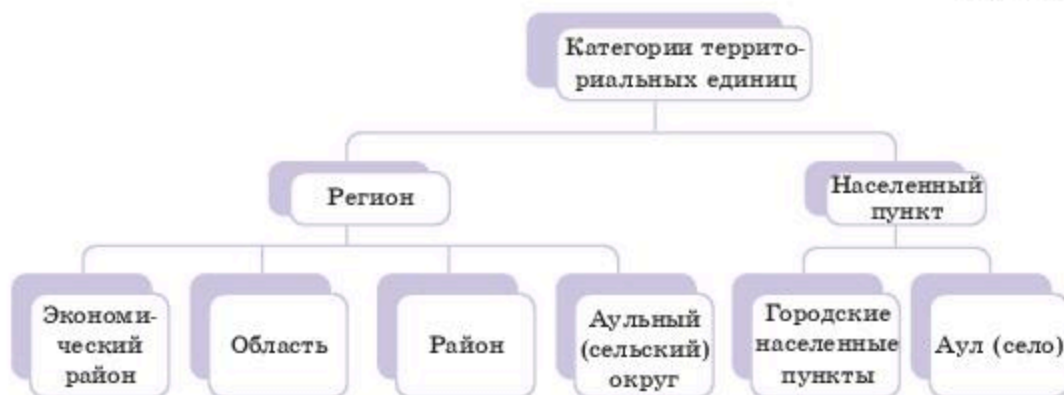 Категории террито-
риальных единиц
Регион
Населенный
пункт
Экономи-
ческий
район
Область
Район
Аульный
(сельский)
округ
Городские
населенные
пункты
Аул (село)